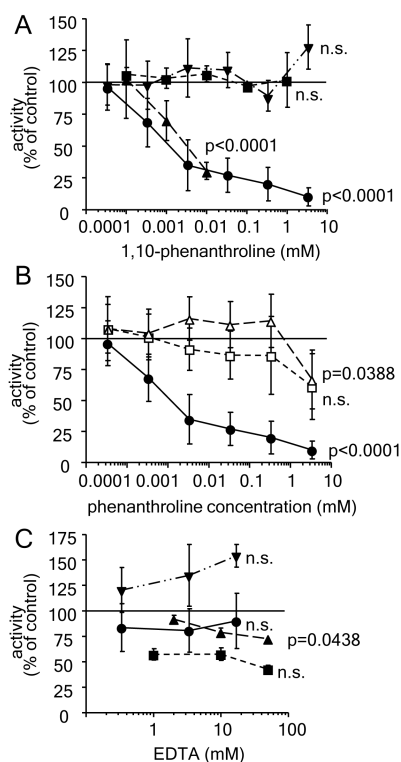 A
150
125
100
75
50
25
0
activity
(% of control)
n.s.
n.s.
p<0.0001
p<0.0001
0.0001 0.001 0.01 0.1 1 10
1,10-phenanthroline (mM)
B
150
125
100
75
50
25
0
activity
(% of control)
p=0.0388
n.s.
p<0.0001
0.0001 0.001 0.01 0.1 1 10
phenanthroline concentration (mM)
C
175
150
125
100
75
50
25
0
activity
(% of control)
n.s.
n.s.
p=0.0438
n.s.
1 10 100
EDTA (mM)